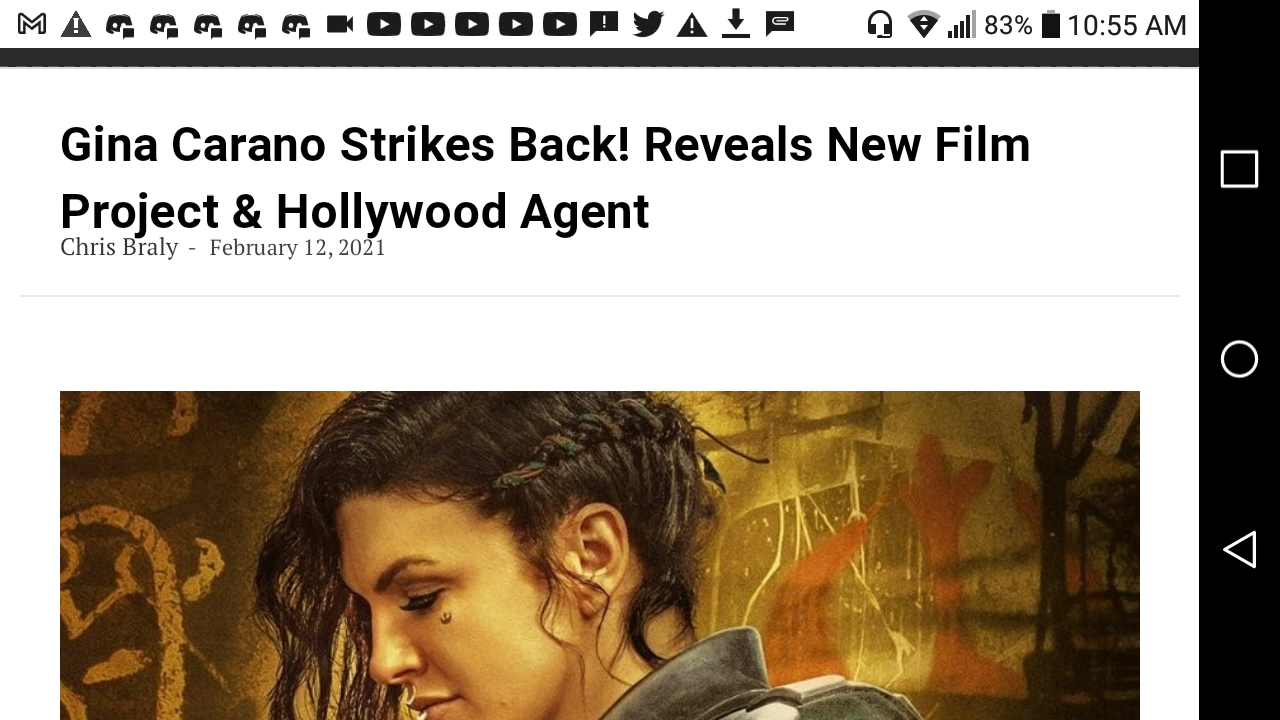 83% 10:55 AM
Gina Carano Strikes Back! Reveals New Film
Project & Hollywood Agent
Chris Braly - February 12, 2021